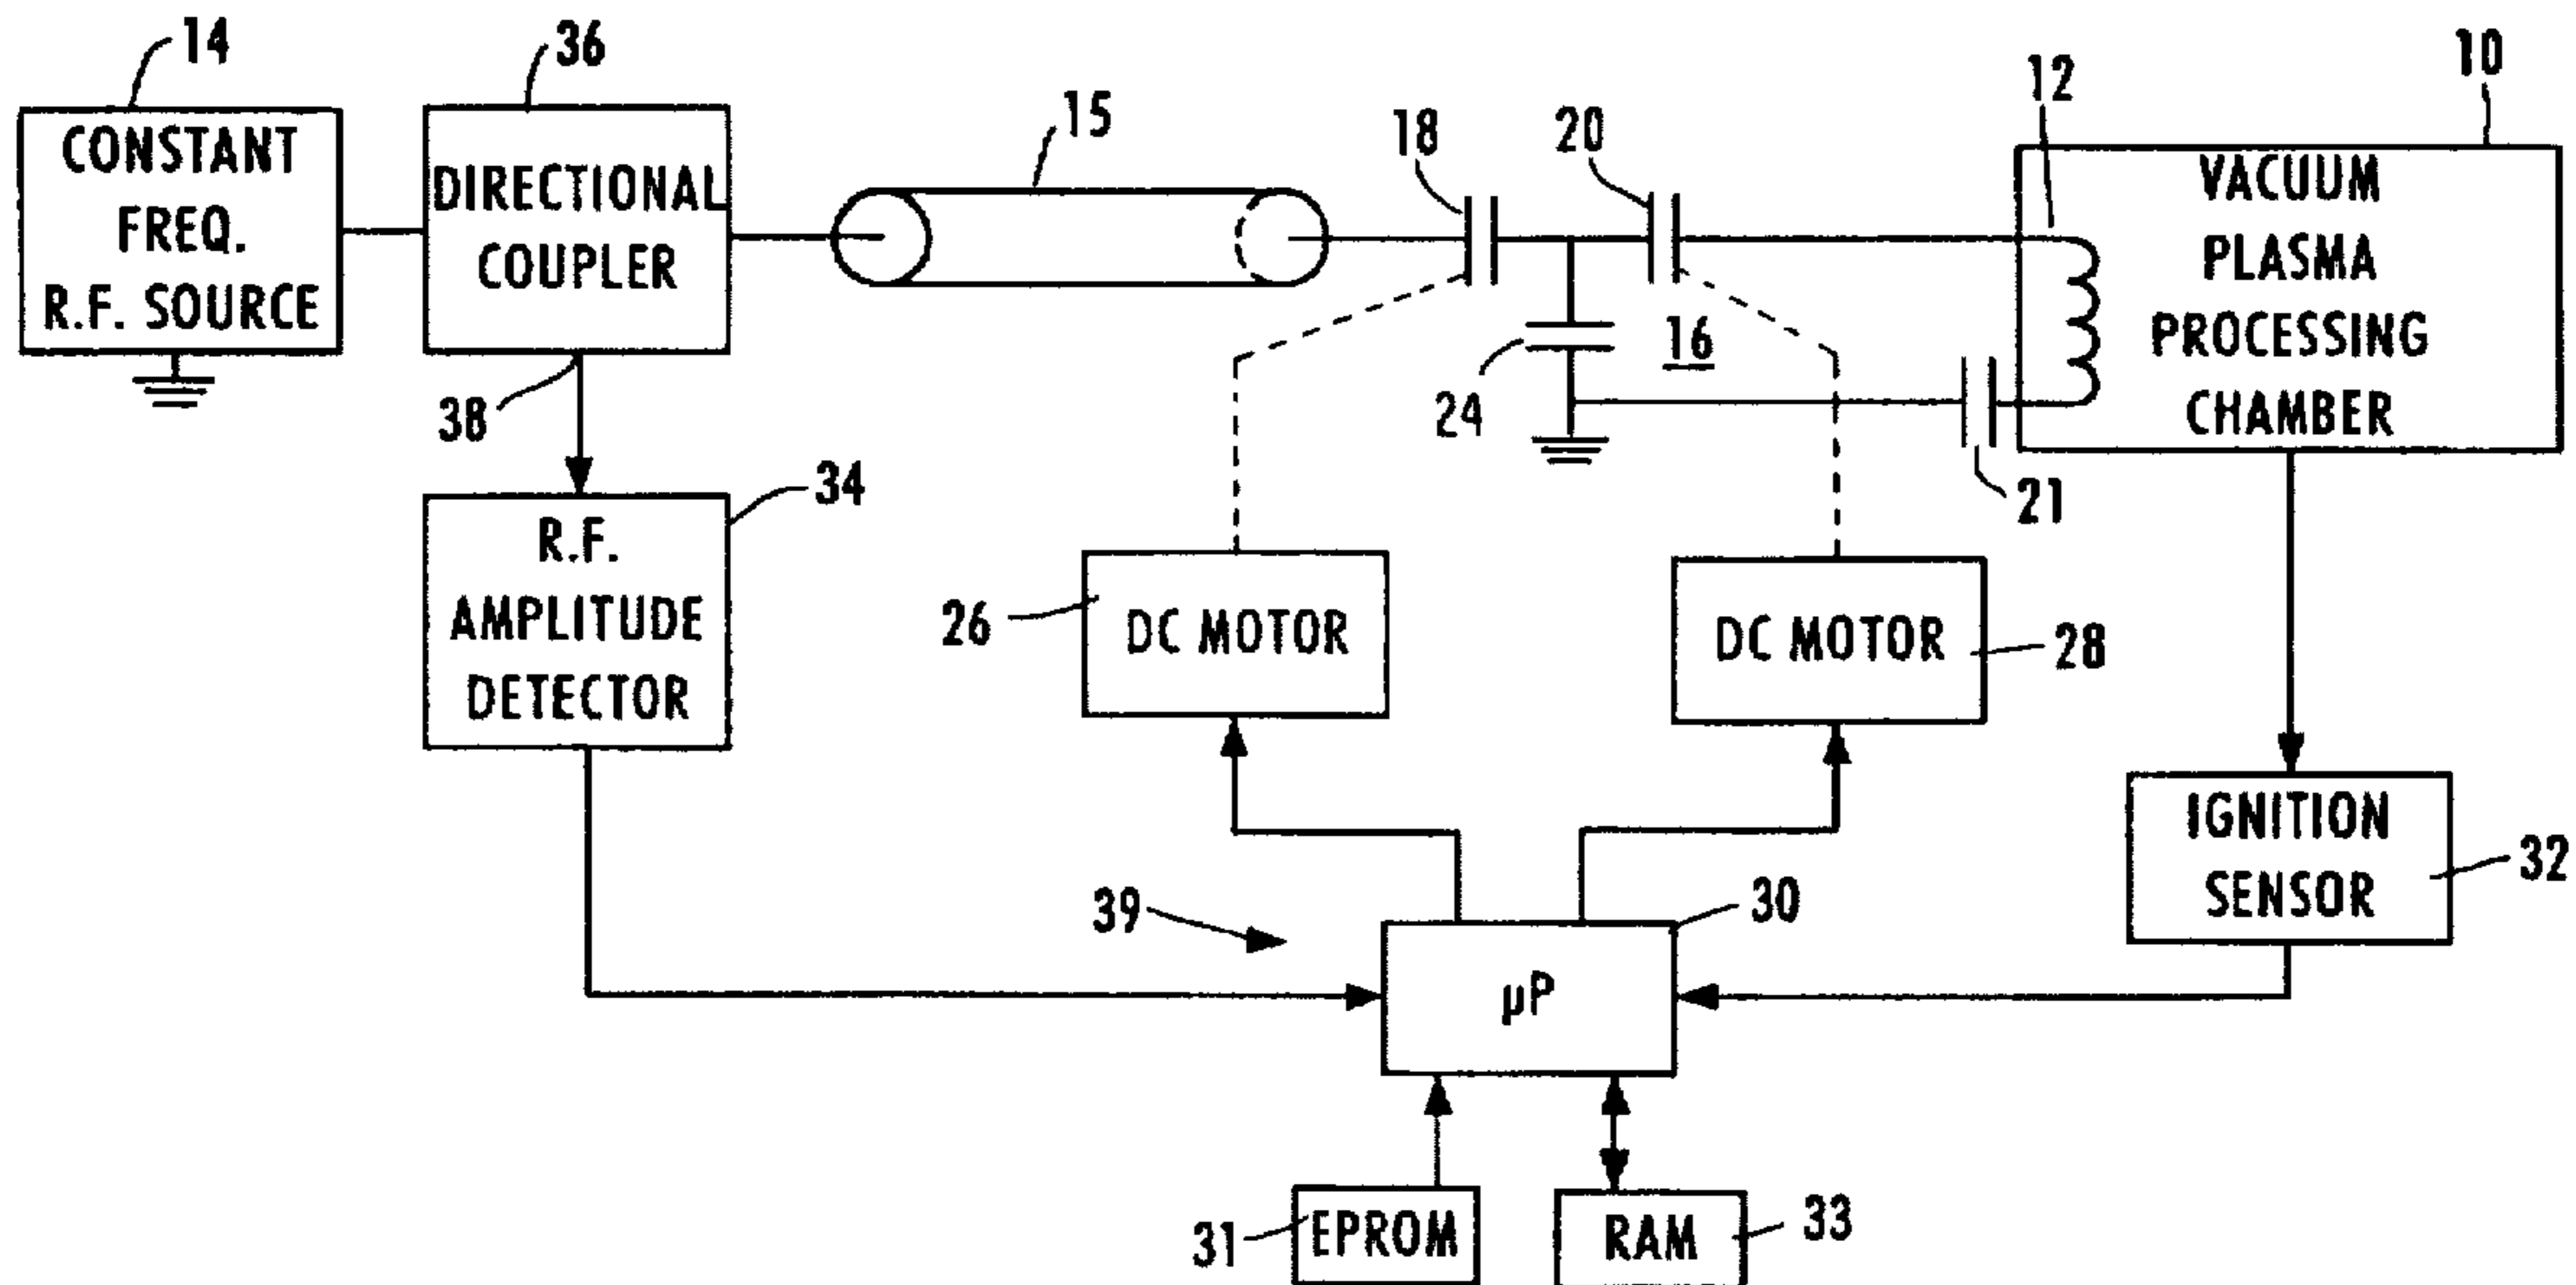 14
36
15
18
20
12
10
CONSTANT
FREQ.
R.F. SOURCE
DIRECTIONAL
COUPLER
VACUUM
PLASMA
PROCESSING
CHAMBER
16
24
38
21
34
R.F.
AMPLITUDE
DETECTOR
26
DC MOTOR
DC MOTOR
28
IGNITION
SENSOR
32
39
30
µP
31
EPROM
RAM
33